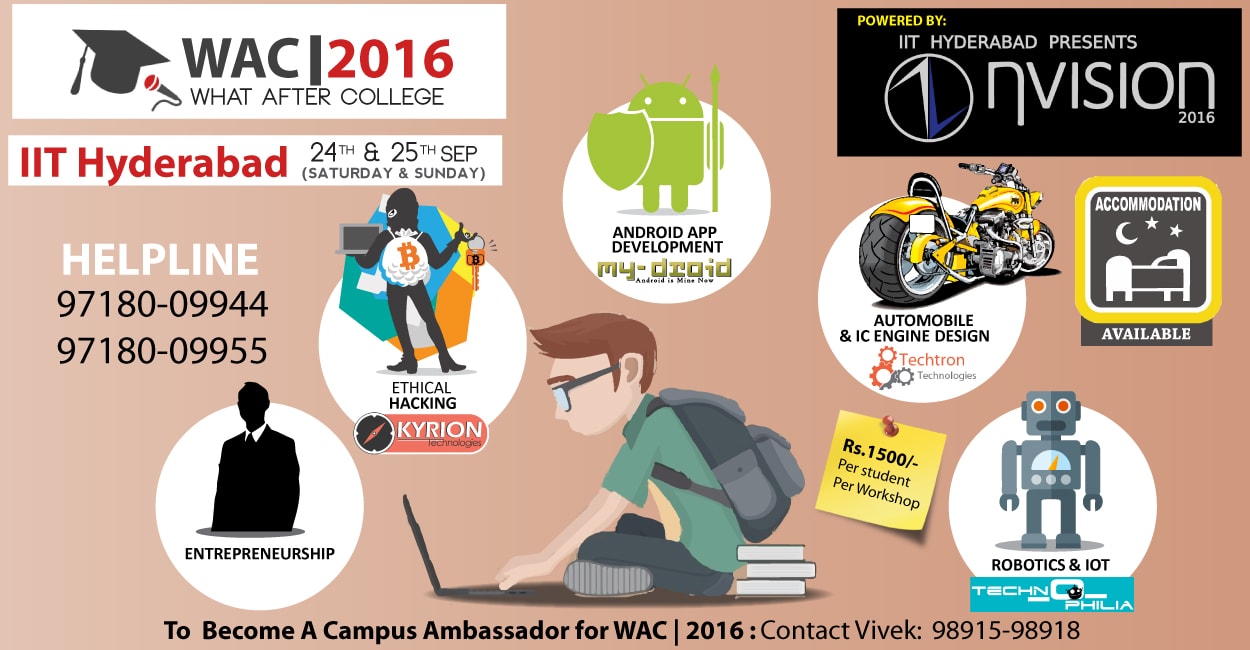 WAC|2016
WHAT AFTER COLLEGE
POWERED BY:
IIT HYDERABAD PRESENTS
ηVISION
2016
IIT Hyderabad 24TH & 25TH SEP
(SATURDAY & SUNDAY)
HELPLINE
97180-09944
97180-09955
ETHICAL
HACKING
KYRION
Technologies
ANDROID APP
DEVELOPMENT
my-droid
Android is Mine Now
AUTOMOBILE
& IC ENGINE DESIGN
Techtron
Technologies
ACCOMMODATION
AVAILABLE
ENTREPRENEURSHIP
Rs.1500/-
Per student
Per Workshop
ROBOTICS & IOT
TECHNO
PHILIA
To Become A Campus Ambassador for WAC | 2016 : Contact Vivek: 98915-98918